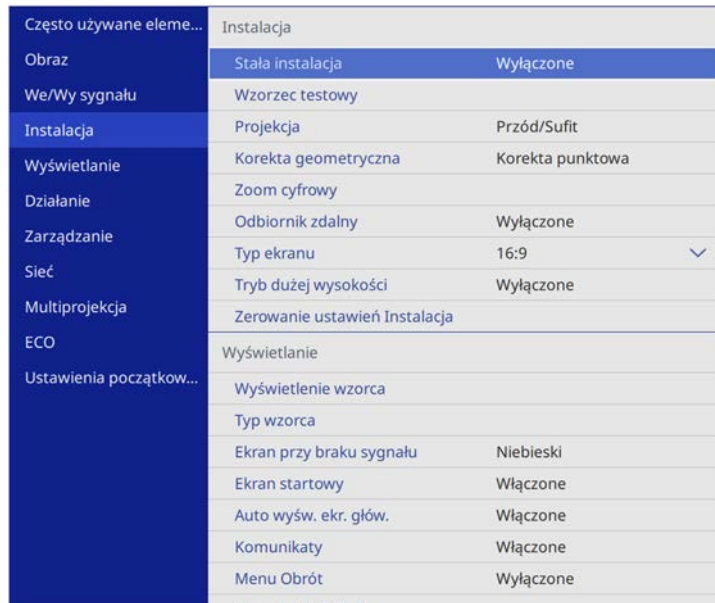 Często używane eleme...
Obraz
We/Wy sygnału
Instalacja
Wyświetlanie
Działanie
Zarządzanie
Sieć
Multiprojekcja
ECO
Ustawienia początkow...
Instalacja
Stała instalacja Wyłączone
Wzorzec testowy
Projekcja Przód/Sufit
Korekta geometryczna Korekta punktowa
Zoom cyfrowy
Odbiornik zdalny Wyłączone
Typ ekranu 16:9
Tryb dużej wysokości Wyłączone
Zerowanie ustawień Instalacja
Wyświetlanie
Wyświetlenie wzorca
Typ wzorca
Ekran przy braku sygnału Niebieski
Ekran startowy Włączone
Auto wyśw. ekr. głów. Włączone
Komunikaty Włączone
Menu Obrót Wyłączone